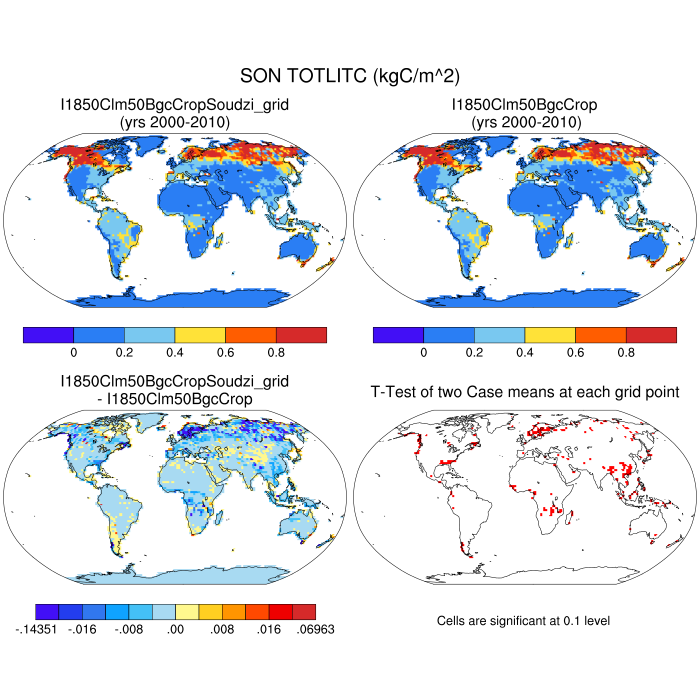 SON TOTLITC (kgC/m^2)
I1850Clm50BgcCropSoudzi_grid
(yrs 2000-2010)
I1850Clm50BgcCrop
(yrs 2000-2010)
0 0.2 0.4 0.6 0.8
0 0.2 0.4 0.6 0.8
I1850Clm50BgcCropSoudzi_grid
- I1850Clm50BgcCrop
T-Test of two Case means at each grid point
-.14351 -.016 -.008 .00 .008 .016 .06963
Cells are significant at 0.1 level